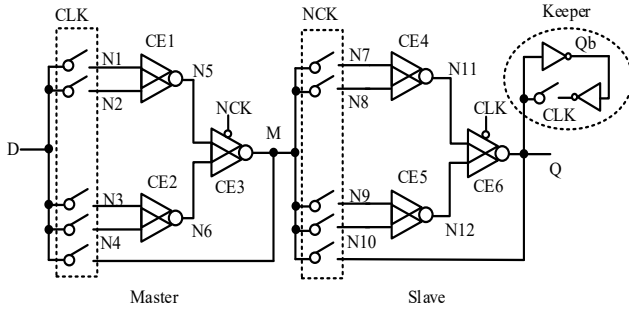 CLK
NCK
Keeper
N1
CE1
N5
N2
NCK
M
D
N3
CE2
CE3
N4
N6
N7
CE4
N11
N8
CLK
N9
CE5
CE6
N10
N12
Qb
CLK
Q
Master
Slave